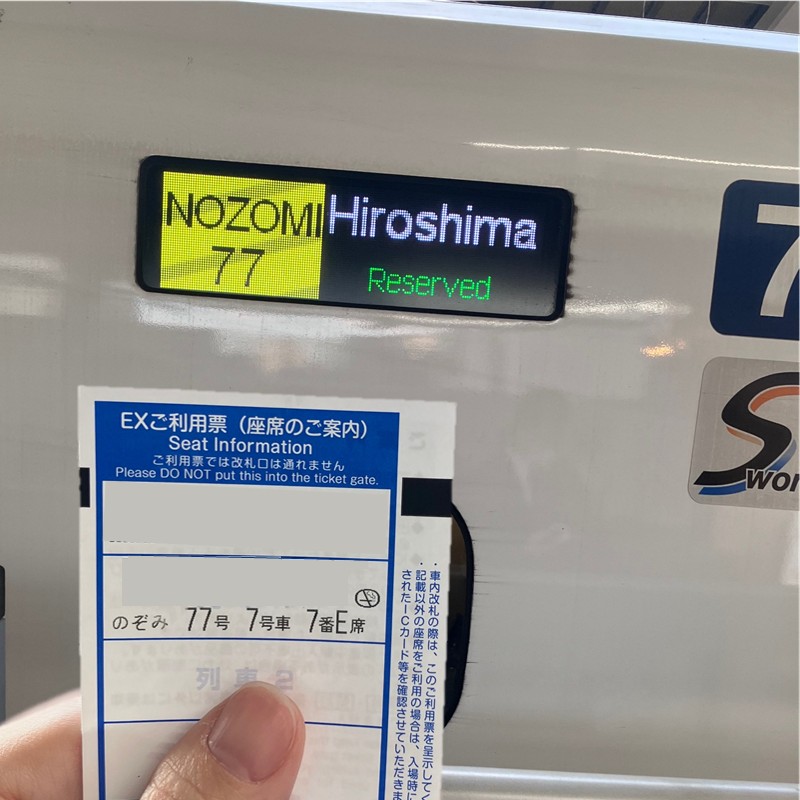 NOZOMI
77
Hiroshima
Reserved
7
S WOR
EXご利用票（座席のご案内）
Seat Information
ご利用票では改札口は通れません
Please DO NOT put this into the ticket gate.
のぞみ 77号 7号車 7番E席
列車2
・車内改札の際は、このご利用票を呈示してく
・記載以外の座席をご利用の場合は、入場時に
されたICカード等を確認させていただきま